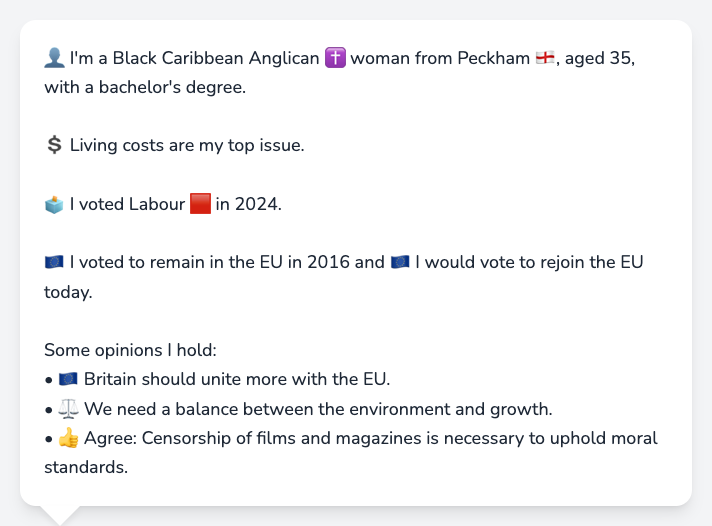 👤 I'm a Black Caribbean Anglican ✝️ woman from Peckham 🏴󠁧󠁢󠁥󠁮󠁧󠁿, aged 35,
with a bachelor's degree.
💲 Living costs are my top issue.
🗳️ I voted Labour 🟥 in 2024.
🇪🇺 I voted to remain in the EU in 2016 and 🇪🇺 I would vote to rejoin the EU
today.
Some opinions I hold:
• 🇪🇺 Britain should unite more with the EU.
• ⚖️ We need a balance between the environment and growth.
• 👍 Agree: Censorship of films and magazines is necessary to uphold moral
standards.